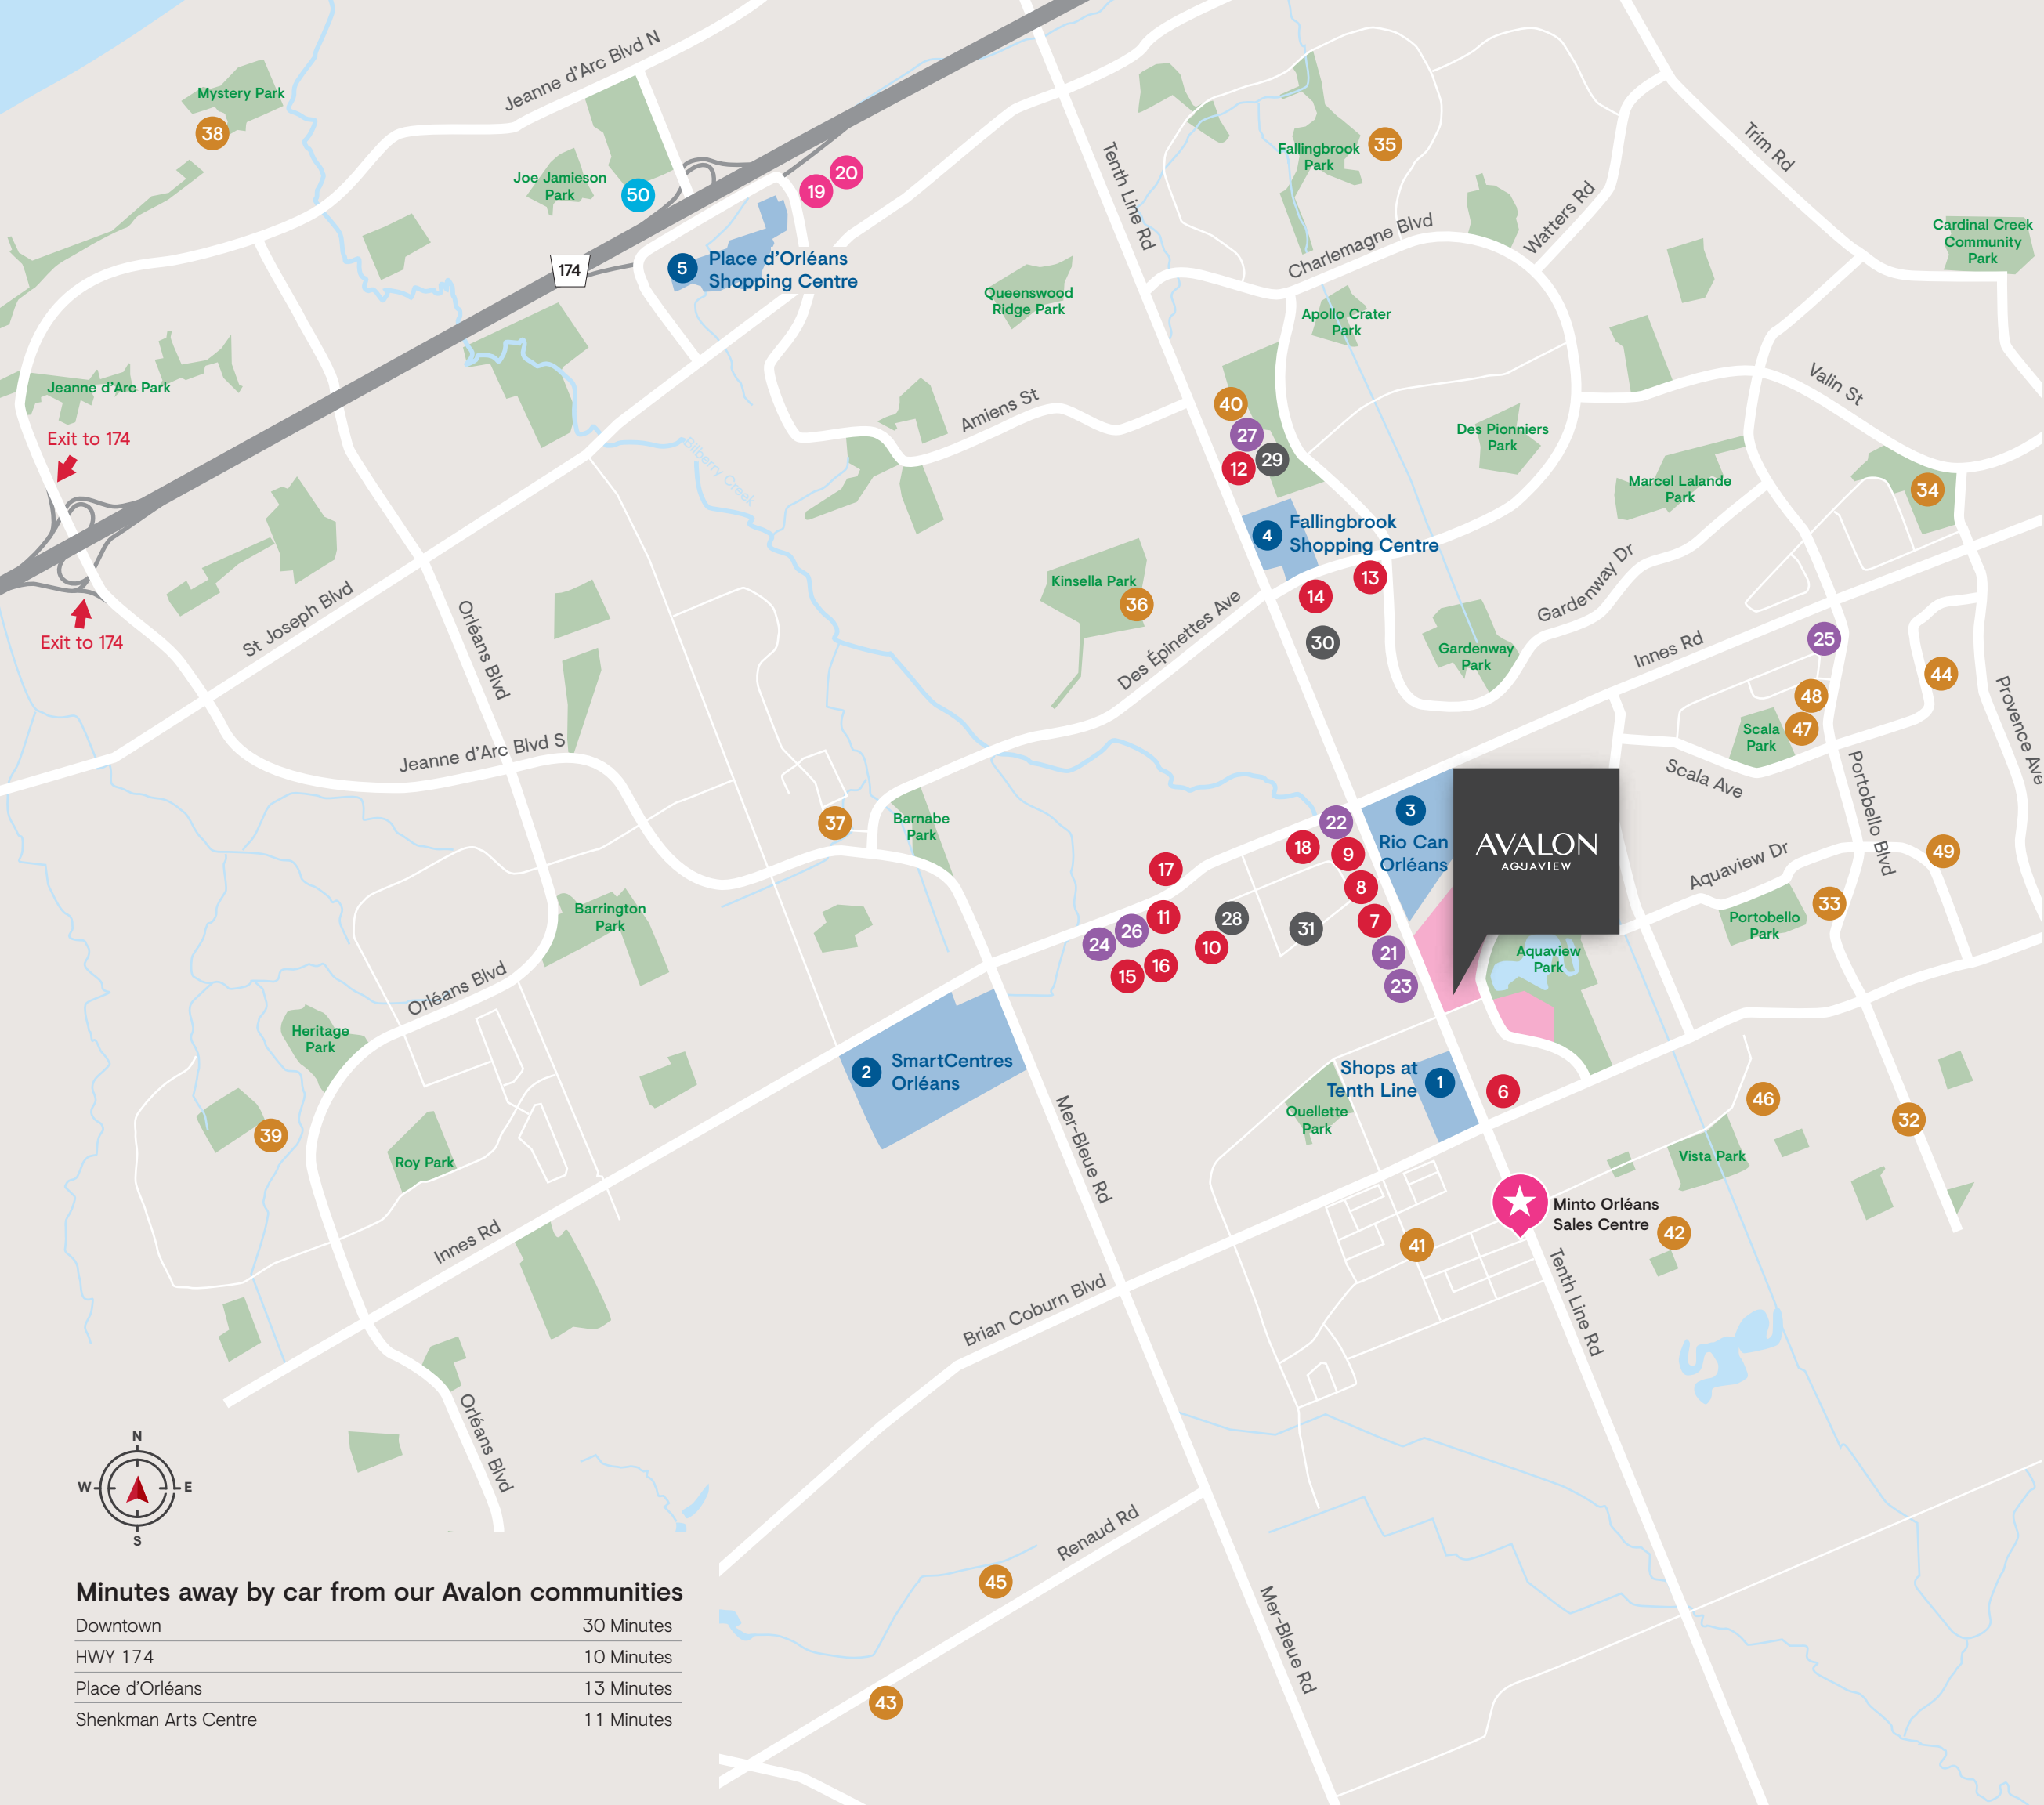 Jeanne d'Arc Blvd N
Mystery Park
38
Joe Jamieson
Park
50
20
19
174
5
Place d'Orléans
Shopping Centre
Tenth Line Rd
Fallingbrook
Park
35
Charlemagne Blvd
Watters Rd
Trim Rd
Cardinal Creek
Community
Park
Queenswood
Ridge Park
Apollo Crater
Park
Jeanne d'Arc Park
Exit to 174
Exit to 174
Amiens St
Bilberry Creek
40
27
29
12
Des Pionniers
Park
Valin St
Marcel Lalande
Park
34
4
Fallingbrook
Shopping Centre
14
13
30
Kinsella Park
36
Des Épinettes Ave
Gardenway Dr
Gardenway
Park
Innes Rd
25
44
48
47
Scala
Park
Scala Ave
Provence Ave
Portobello Blvd
St Joseph Blvd
Orléans Blvd
Jeanne d'Arc Blvd S
37
Barnabe
Park
22
18
9
8
7
21
23
3
Rio Can
Orléans
AVALON
AQUAVIEW
Aquaview Dr
49
33
Portobello
Park
Aquaview
Park
17
11
26
24
28
10
31
16
15
Barrington
Park
Orléans Blvd
Heritage
Park
2
SmartCentres
Orléans
39
Roy Park
Mer-Bleue Rd
Shops at
Tenth Line
1
6
Ouellette
Park
46
32
Vista Park
Minto Orléans
Sales Centre
42
41
Tenth Line Rd
Innes Rd
Brian Coburn Blvd
Orléans Blvd
N
W
E
S
Renaud Rd
45
43
Mer-Bleue Rd
Minutes away by car from our Avalon communities
Downtown 30 Minutes
HWY 174 10 Minutes
Place d'Orléans 13 Minutes
Shenkman Arts Centre 11 Minutes